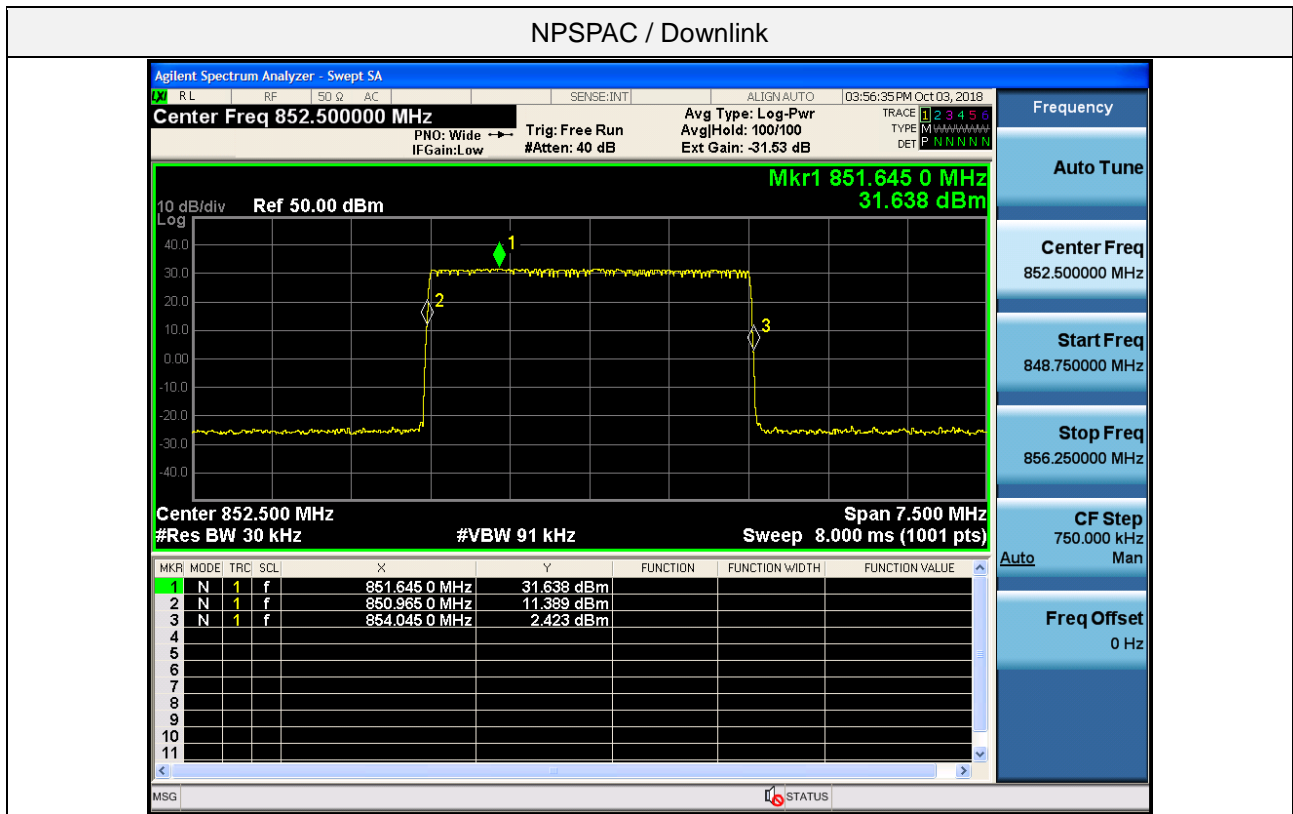 NPSPAC / Downlink
Agilent Spectrum Analyzer - Swept SA
LXI RL RF 50 Ω AC SENSE:INT ALIGN AUTO 03:56:35 PM Oct 03, 2018
Center Freq 852.500000 MHz
PNO: Wide
IFGain:Low
Trig: Free Run
#Atten: 40 dB
Avg Type: Log-Pwr
Avg|Hold: 100/100
Ext Gain: -31.53 dB
TRACE 1 2 3 4 5 6
TYPE M
DET P N N N N N
Mkr1 851.645 0 MHz
31.638 dBm
10 dB/div Ref 50.00 dBm
Log
40.0
30.0
20.0
10.0
0.00
-10.0
-20.0
-30.0
-40.0
1
2
3
Center 852.500 MHz Span 7.500 MHz
#Res BW 30 kHz #VBW 91 kHz Sweep 8.000 ms (1001 pts)
MKR MODE TRC SCL X Y FUNCTION FUNCTION WIDTH FUNCTION VALUE
1 N 1 f 851.645 0 MHz 31.638 dBm
2 N 1 f 850.965 0 MHz 11.389 dBm
3 N 1 f 854.045 0 MHz 2.423 dBm
4
5
6
7
8
9
10
11
MSG STATUS
Frequency
Auto Tune
Center Freq
852.500000 MHz
Start Freq
848.750000 MHz
Stop Freq
856.250000 MHz
CF Step
750.000 kHz
Auto Man
Freq Offset
0 Hz